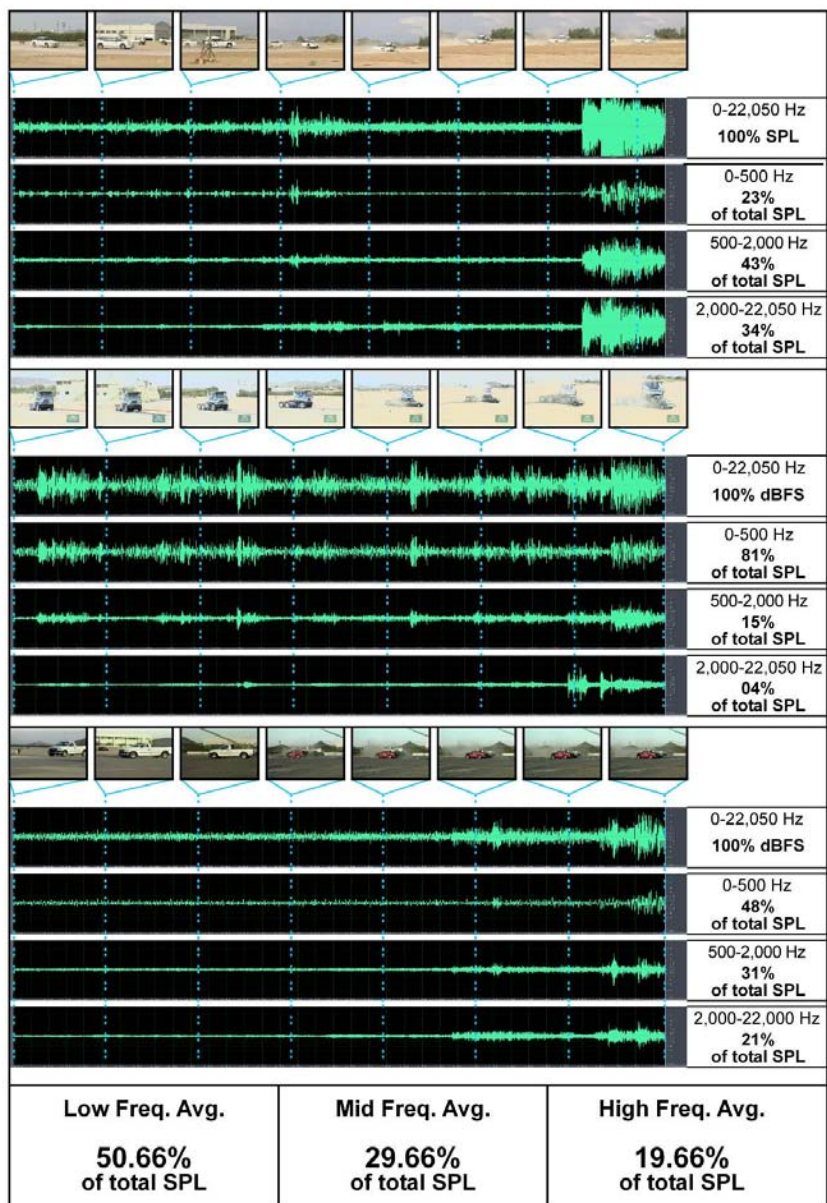 0-22,050 Hz
100% SPL
0-500 Hz
23%
of total SPL
500-2,000 Hz
43%
of total SPL
2,000-22,050 Hz
34%
of total SPL
0-22,050 Hz
100% dBFS
0-500 Hz
81%
of total SPL
500-2,000 Hz
15%
of total SPL
2,000-22,050 Hz
04%
of total SPL
0-22,050 Hz
100% dBFS
0-500 Hz
48%
of total SPL
500-2,000 Hz
31%
of total SPL
2,000-22,000 Hz
21%
of total SPL
Low Freq. Avg.
50.66%
of total SPL
Mid Freq. Avg.
29.66%
of total SPL
High Freq. Avg.
19.66%
of total SPL